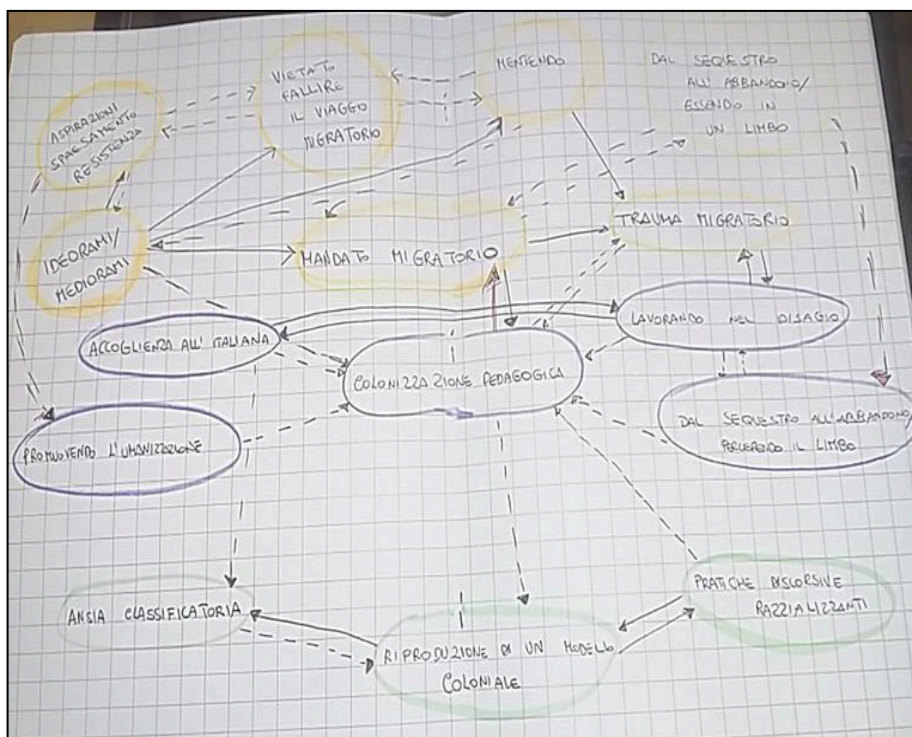 ASPIRAZIONI
SPAESAMENTO
RESISTENZA
VIETATO
FALLIRE
IL VIAGGIO
MIGRATORIO
MENTENDO
DAL SEQUESTRO
ALL'ABBANDONO/
ESSENDO IN
UN LIMBO
IDEORAMI/
MEDIORAMI
MANDATO MIGRATORIO
TRAUMA MIGRATORIO
ACCOGLIENZA ALL'ITALIANA
COLONIZZAZIONE PEDAGOGICA
LAVORANDO NEL DISAGIO
PROMUOVENDO L'UMANIZZAZIONE
DAL SEQUESTRO ALL'ABBANDONO/
IL LIMBO
ANSIA CLASSIFICATORIA
RIPRODUZIONE DI UN MODELLO
COLONIALE
PRATICHE DISCORSIVE
RAZZIALIZZANTI